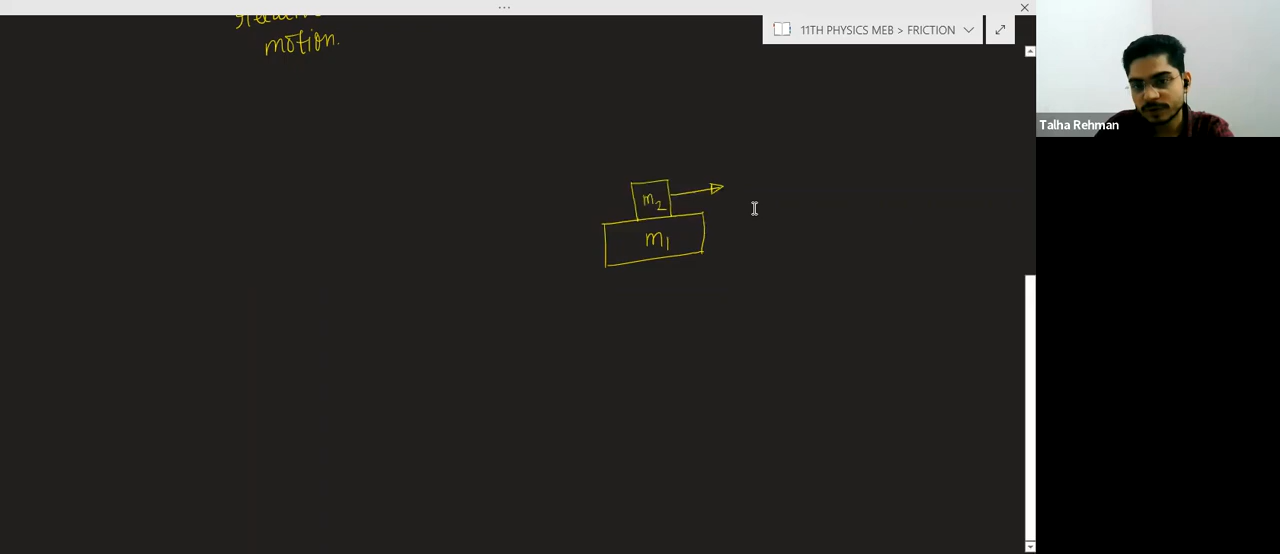 11TH PHYSICS MEB > FRICTION
motion.
Talha Rehman
m2
m1